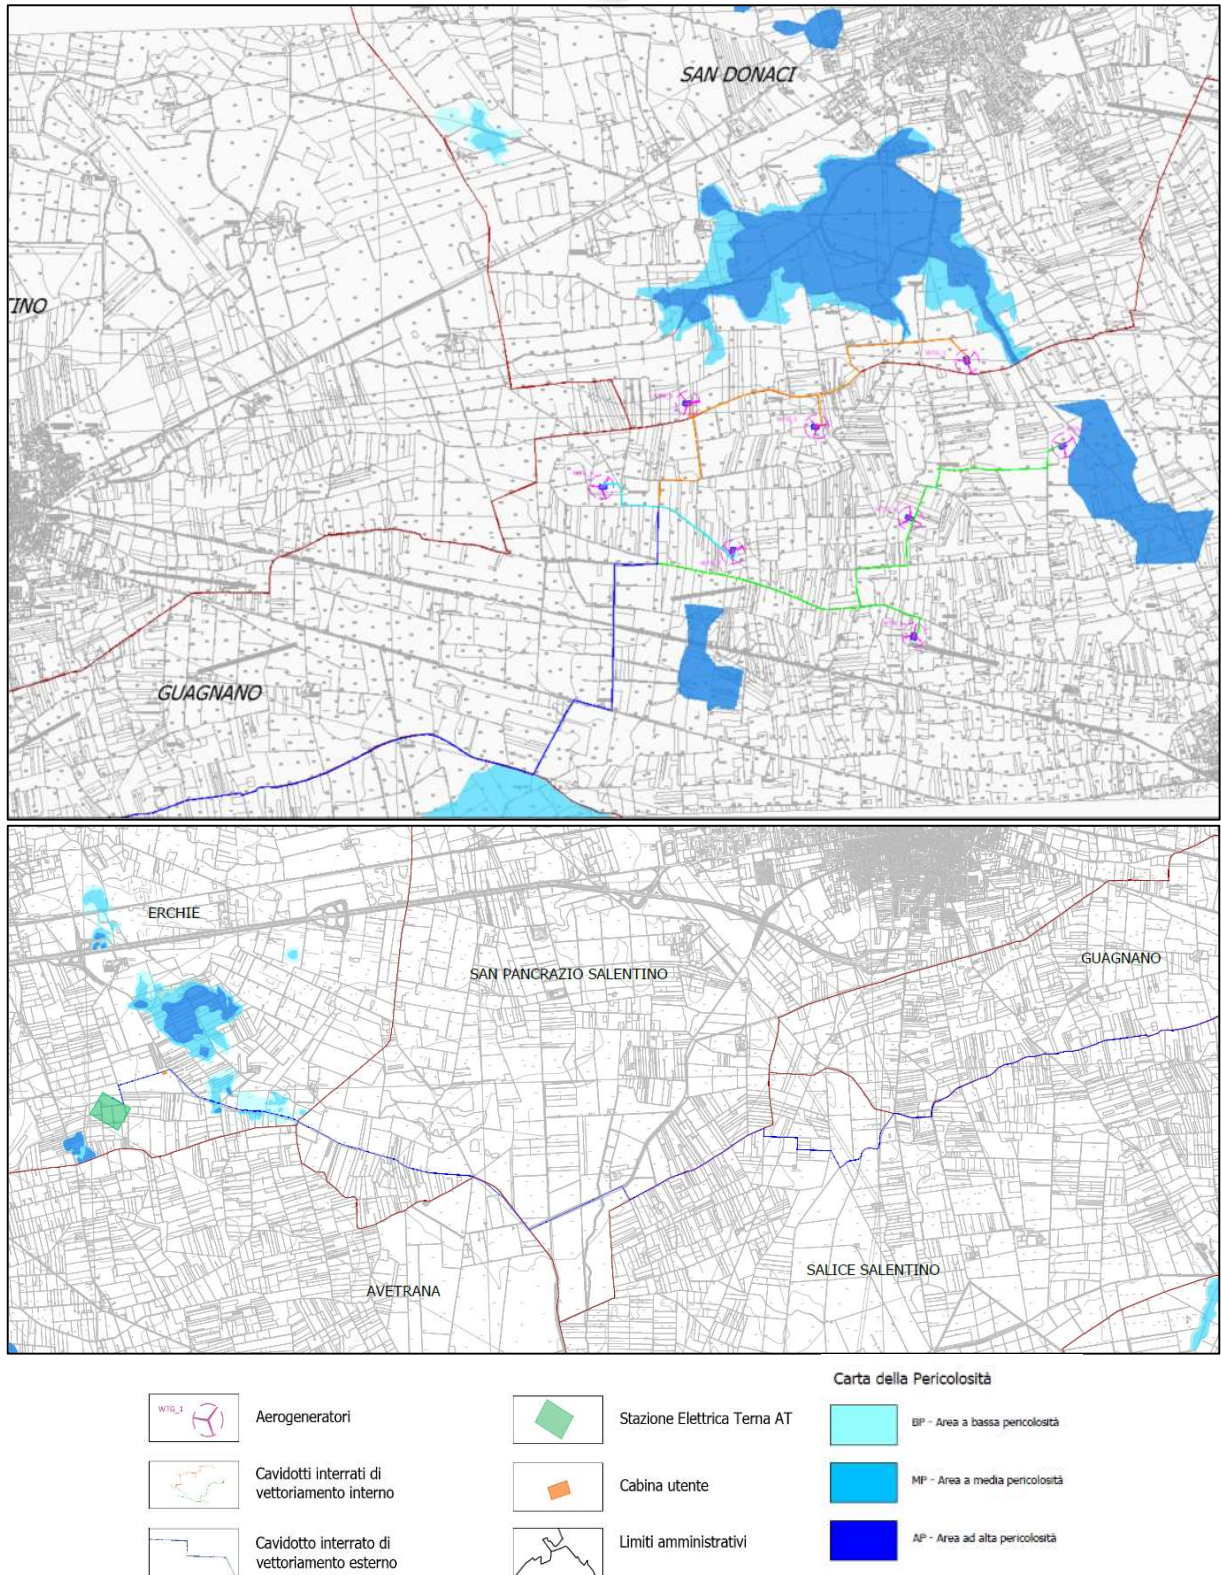 SAN DONACI
TINO
GUAGNANO
ERCHIE
SAN PANCRAZIO SALENTINO
GUAGNANO
SALICE SALENTINO
AVETRANA
Carta della Pericolosità
WTG_1
Aerogeneratori
Stazione Elettrica Terna AT
BP - Area a bassa pericolosità
Cavidotti interrati di
vettoriamento interno
Cabina utente
MP - Area a media pericolosità
Cavidotto interrato di
vettoriamento esterno
Limiti amministrativi
AP - Area ad alta pericolosità